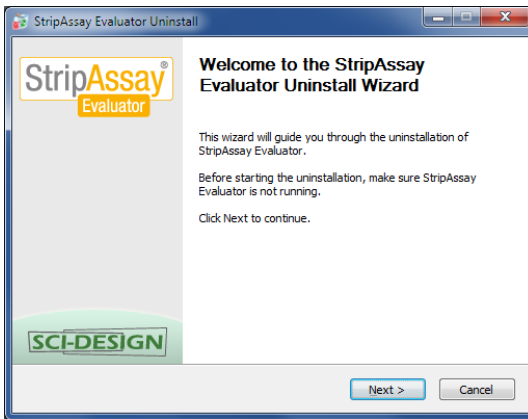 StripAssay Evaluator Uninstall
StripAssay®
Evaluator
Welcome to the StripAssay
Evaluator Uninstall Wizard
This wizard will guide you through the uninstallation of
StripAssay Evaluator.
Before starting the uninstallation, make sure StripAssay
Evaluator is not running.
Click Next to continue.
SCI-DESIGN
Next >
Cancel